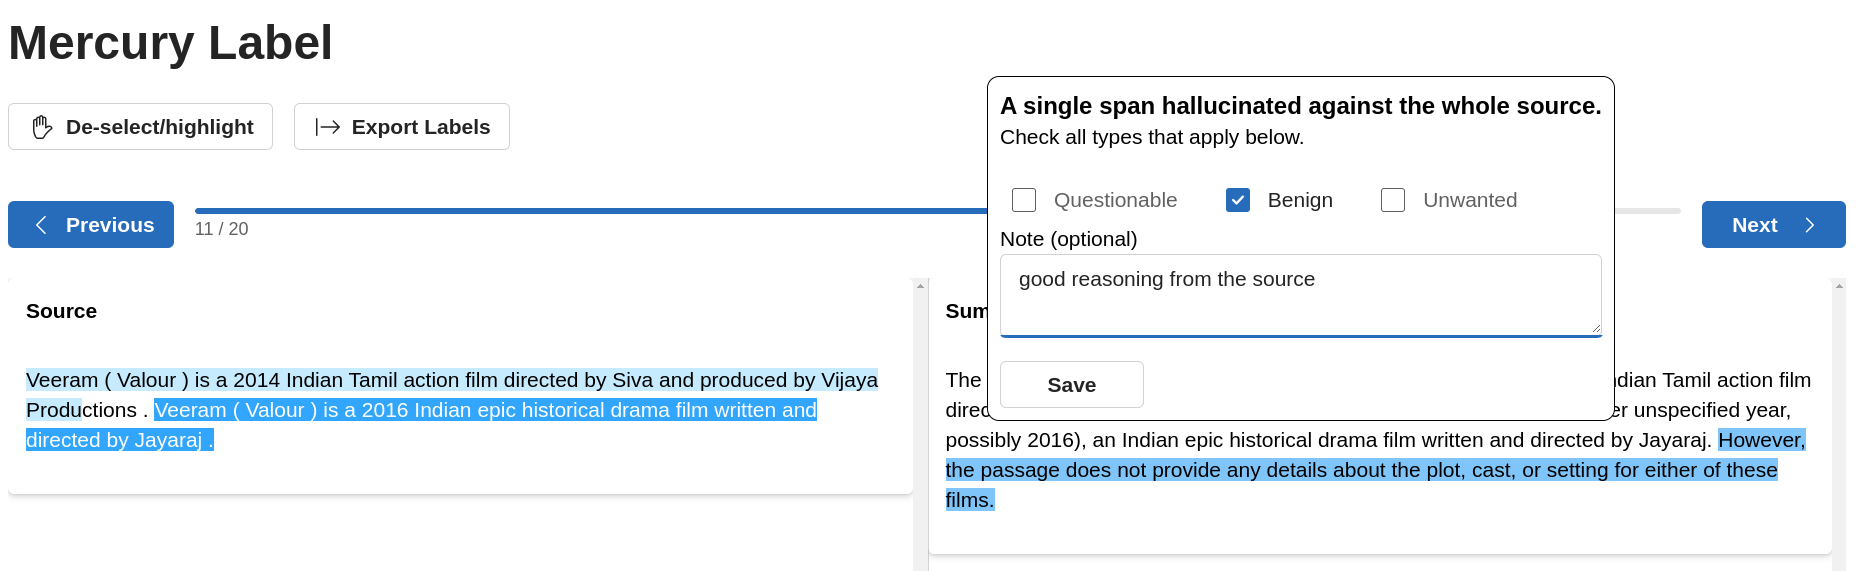 Mercury Label
De-select/highlight
Export Labels
A single span hallucinated against the whole source.
Check all types that apply below.
Questionable
Benign
Unwanted
Previous
11 / 20
Next
Note (optional)
good reasoning from the source
Save
Source
Veeram ( Valour ) is a 2014 Indian Tamil action film directed by Siva and produced by Vijaya
Productions . Veeram ( Valour ) is a 2016 Indian epic historical drama film written and
directed by Jayaraj .
Sum
The ndian Tamil action film
direc er unspecified year,
possibly 2016), an Indian epic historical drama film written and directed by Jayaraj. However,
the passage does not provide any details about the plot, cast, or setting for either of these
films.